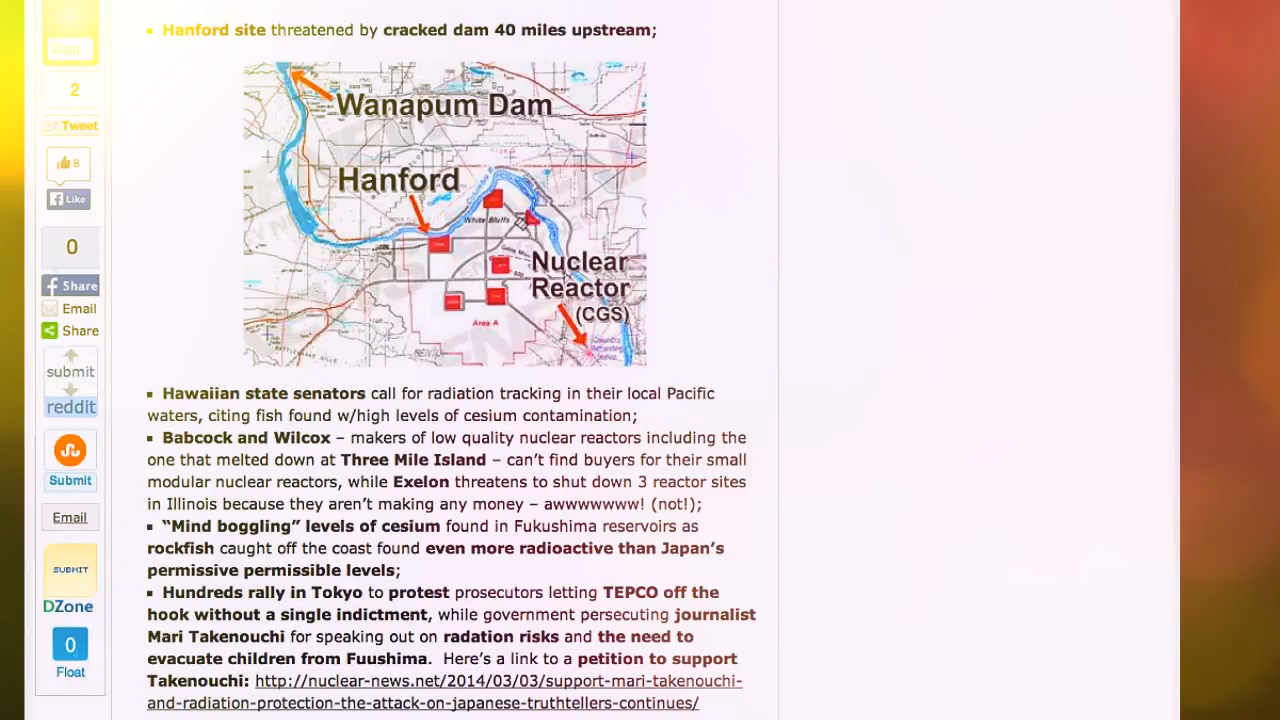 Digg
2
Tweet
8
Like
0
Share
Email
Share
submit
reddit
Submit
Email
SUBMIT
DZone
0
Float
▪ Hanford site threatened by cracked dam 40 miles upstream;
Wanapum Dam
Hanford
White Bluffs
Nuclear
Reactor
(CGS)
Area A
▪ Hawaiian state senators call for radiation tracking in their local Pacific
waters, citing fish found w/high levels of cesium contamination;
▪ Babcock and Wilcox – makers of low quality nuclear reactors including the
one that melted down at Three Mile Island – can’t find buyers for their small
modular nuclear reactors, while Exelon threatens to shut down 3 reactor sites
in Illinois because they aren’t making any money – awwwwwww! (not!);
▪ “Mind boggling” levels of cesium found in Fukushima reservoirs as
rockfish caught off the coast found even more radioactive than Japan’s
permissive permissible levels;
▪ Hundreds rally in Tokyo to protest prosecutors letting TEPCO off the
hook without a single indictment, while government persecuting journalist
Mari Takenouchi for speaking out on radation risks and the need to
evacuate children from Fuushima. Here’s a link to a petition to support
Takenouchi: http://nuclear-news.net/2014/03/03/support-mari-takenouchi-
and-radiation-protection-the-attack-on-japanese-truthtellers-continues/